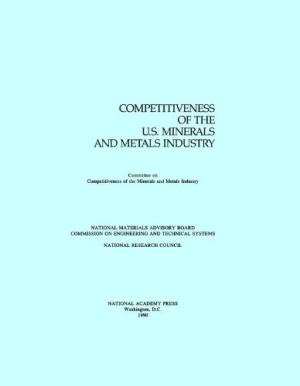 COMPETITIVENESS
OF THE
U.S. MINERALS
AND METALS INDUSTRY
Committee on
Competitiveness of the Minerals and Metals Industry
NATIONAL MATERIALS ADVISORY BOARD
COMMISSION ON ENGINEERING AND TECHNICAL SYSTEMS
NATIONAL RESEARCH COUNCIL
NATIONAL ACADEMY PRESS
Washington, D.C.
1990